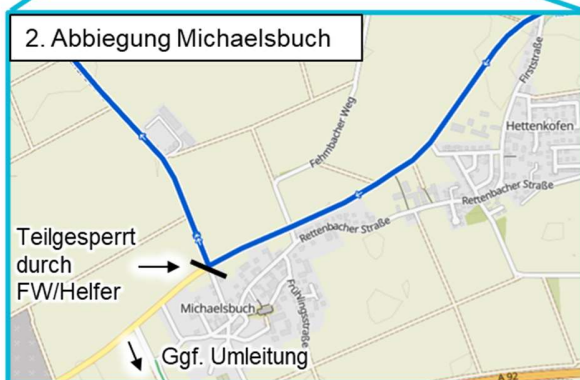 2. Abbiegung Michaelsbuch
Firststraße
Hettenkofen
Fehmbacher Weg
Rettenbacher Straße
Rettenbacher Straße
Teilgesperrt
durch
FW/Helfer
Michaelsbuch
Frühlingsstraße
Ggf. Umleitung
A 92